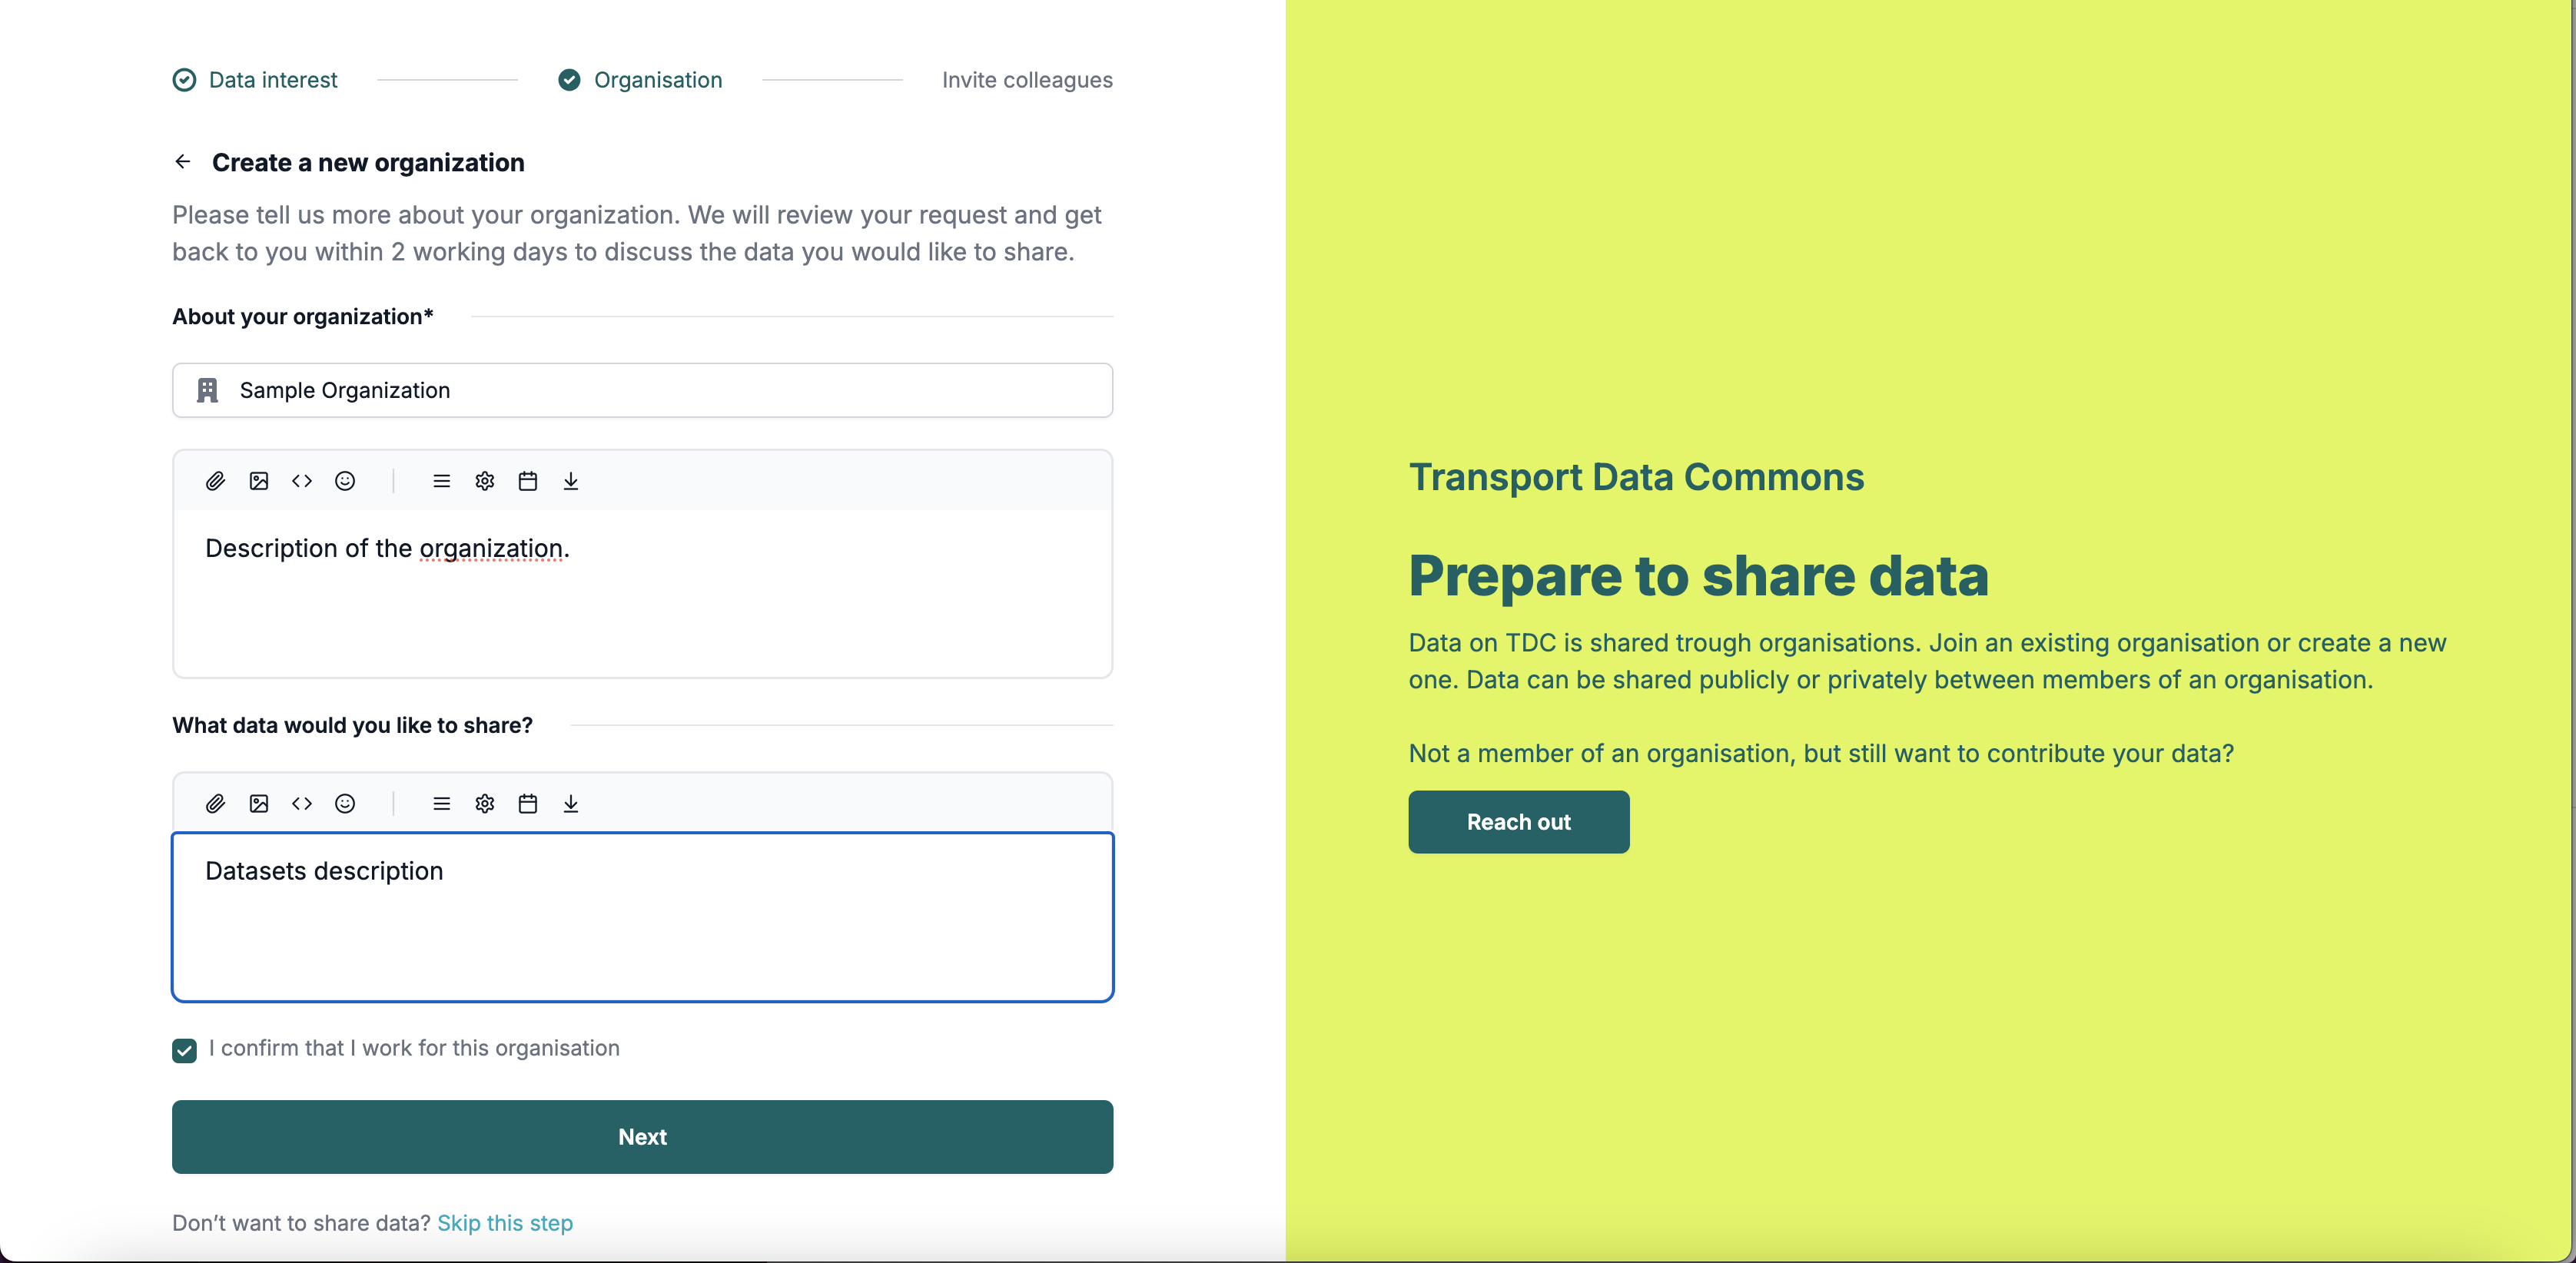 Data interest
Organisation
Invite colleagues
Create a new organization
Please tell us more about your organization. We will review your request and get
back to you within 2 working days to discuss the data you would like to share.
About your organization*
Sample Organization
Description of the organization.
What data would you like to share?
Datasets description
I confirm that I work for this organisation
Next
Don’t want to share data? Skip this step
Transport Data Commons
Prepare to share data
Data on TDC is shared trough organisations. Join an existing organisation or create a new
one. Data can be shared publicly or privately between members of an organisation.
Not a member of an organisation, but still want to contribute your data?
Reach out